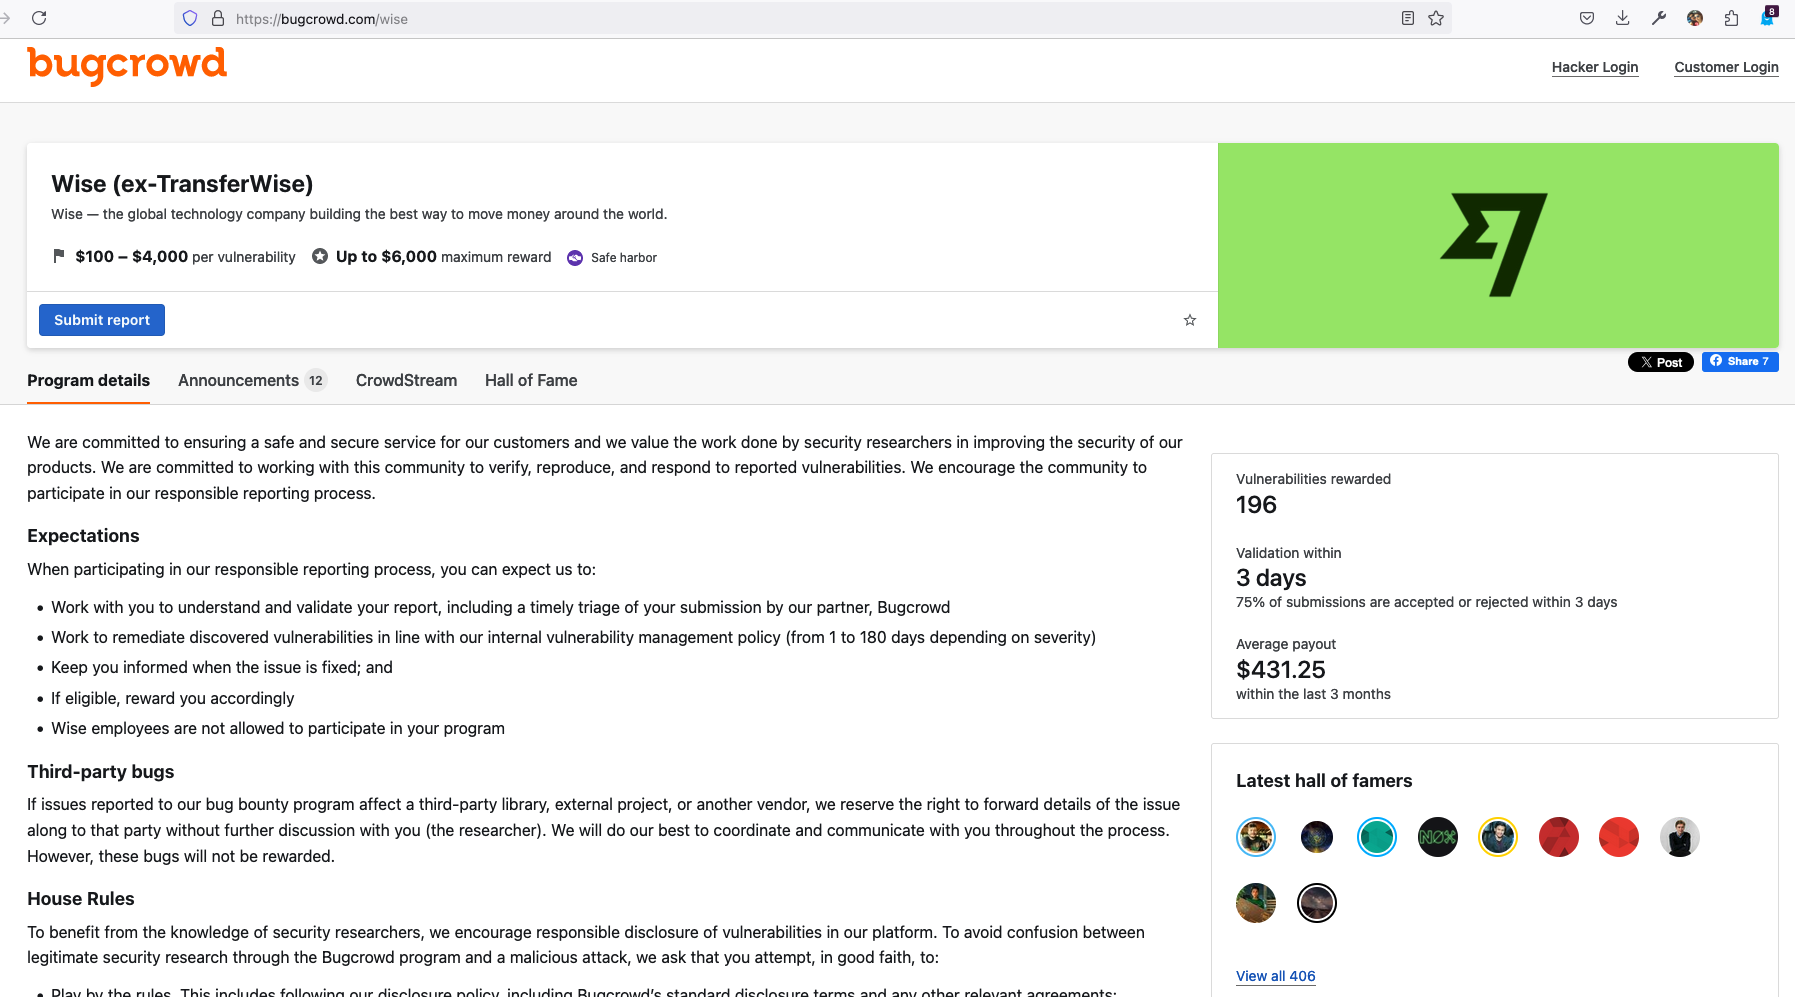 https://bugcrowd.com/wise
8
bugcrowd
Hacker Login
Customer Login
Wise (ex-TransferWise)
Wise — the global technology company building the best way to move money around the world.
$100 – $4,000 per vulnerability
Up to $6,000 maximum reward
Safe harbor
Submit report
Post
Share 7
Program details
Announcements 12
CrowdStream
Hall of Fame
We are committed to ensuring a safe and secure service for our customers and we value the work done by security researchers in improving the security of our
products. We are committed to working with this community to verify, reproduce, and respond to reported vulnerabilities. We encourage the community to
participate in our responsible reporting process.
Expectations
When participating in our responsible reporting process, you can expect us to:
• Work with you to understand and validate your report, including a timely triage of your submission by our partner, Bugcrowd
• Work to remediate discovered vulnerabilities in line with our internal vulnerability management policy (from 1 to 180 days depending on severity)
• Keep you informed when the issue is fixed; and
• If eligible, reward you accordingly
• Wise employees are not allowed to participate in your program
Third-party bugs
If issues reported to our bug bounty program affect a third-party library, external project, or another vendor, we reserve the right to forward details of the issue
along to that party without further discussion with you (the researcher). We will do our best to coordinate and communicate with you throughout the process.
However, these bugs will not be rewarded.
House Rules
To benefit from the knowledge of security researchers, we encourage responsible disclosure of vulnerabilities in our platform. To avoid confusion between
legitimate security research through the Bugcrowd program and a malicious attack, we ask that you attempt, in good faith, to:
• Play by the rules. This includes following our disclosure policy, including Bugcrowd's standard disclosure terms and any other relevant agreements;
Vulnerabilities rewarded
196
Validation within
3 days
75% of submissions are accepted or rejected within 3 days
Average payout
$431.25
within the last 3 months
Latest hall of famers
NØX
View all 406